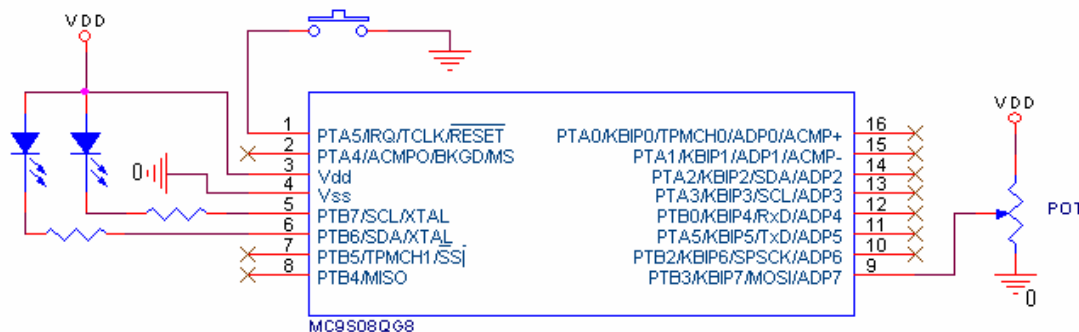 VDD
1 PTA5/IRQ/TCLK/RESET PTA0/KBIP0/TPMCH0/ADP0/ACMP+ 16
VDD
2 PTA4/ACMPO/BKGD/MS PTA1/KBIP1/ADP1/ACMP- 15
0 3 Vdd PTA2/KBIP2/SDA/ADP2 14
4 Vss PTA3/KBIP3/SCL/ADP3 13
5 PTB7/SCL/XTAL PTB0/KBIP4/RxD/ADP4 12
POT
6 PTB6/SDA/XTAL PTA5/KBIP5/TxD/ADP5 11
7 PTB5/TPMCH1/SS| PTB2/KBIP6/SPSCK/ADP6 10
8 PTB4/MISO PTB3/KBIP7/MOSI/ADP7 9
0
MC9S08QG8